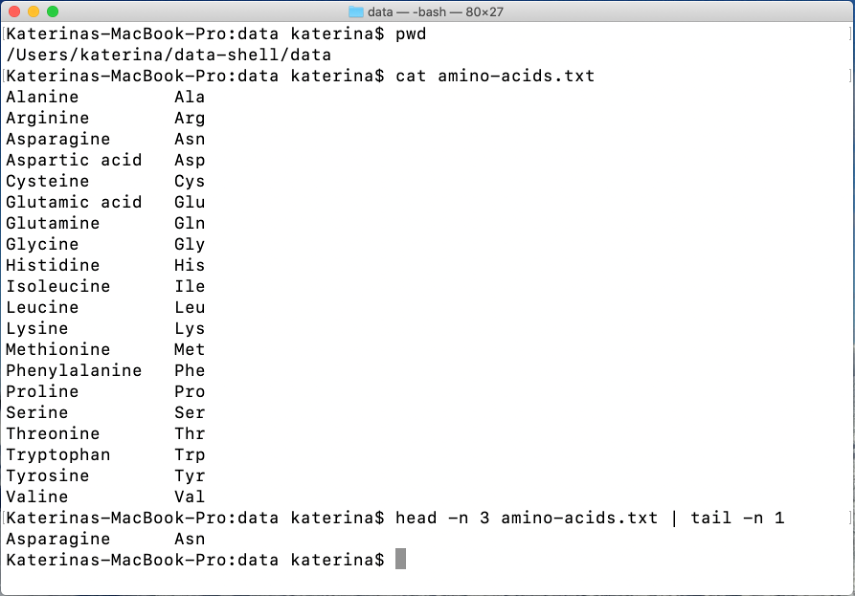 data — -bash — 80×27
Katerinas-MacBook-Pro:data katerina$ pwd
/Users/katerina/data-shell/data
Katerinas-MacBook-Pro:data katerina$ cat amino-acids.txt
Alanine         Ala
Arginine        Arg
Asparagine      Asn
Aspartic acid   Asp
Cysteine        Cys
Glutamic acid   Glu
Glutamine       Gln
Glycine         Gly
Histidine       His
Isoleucine      Ile
Leucine         Leu
Lysine          Lys
Methionine      Met
Phenylalanine   Phe
Proline         Pro
Serine          Ser
Threonine       Thr
Tryptophan      Trp
Tyrosine        Tyr
Valine          Val
Katerinas-MacBook-Pro:data katerina$ head -n 3 amino-acids.txt | tail -n 1
Asparagine      Asn
Katerinas-MacBook-Pro:data katerina$